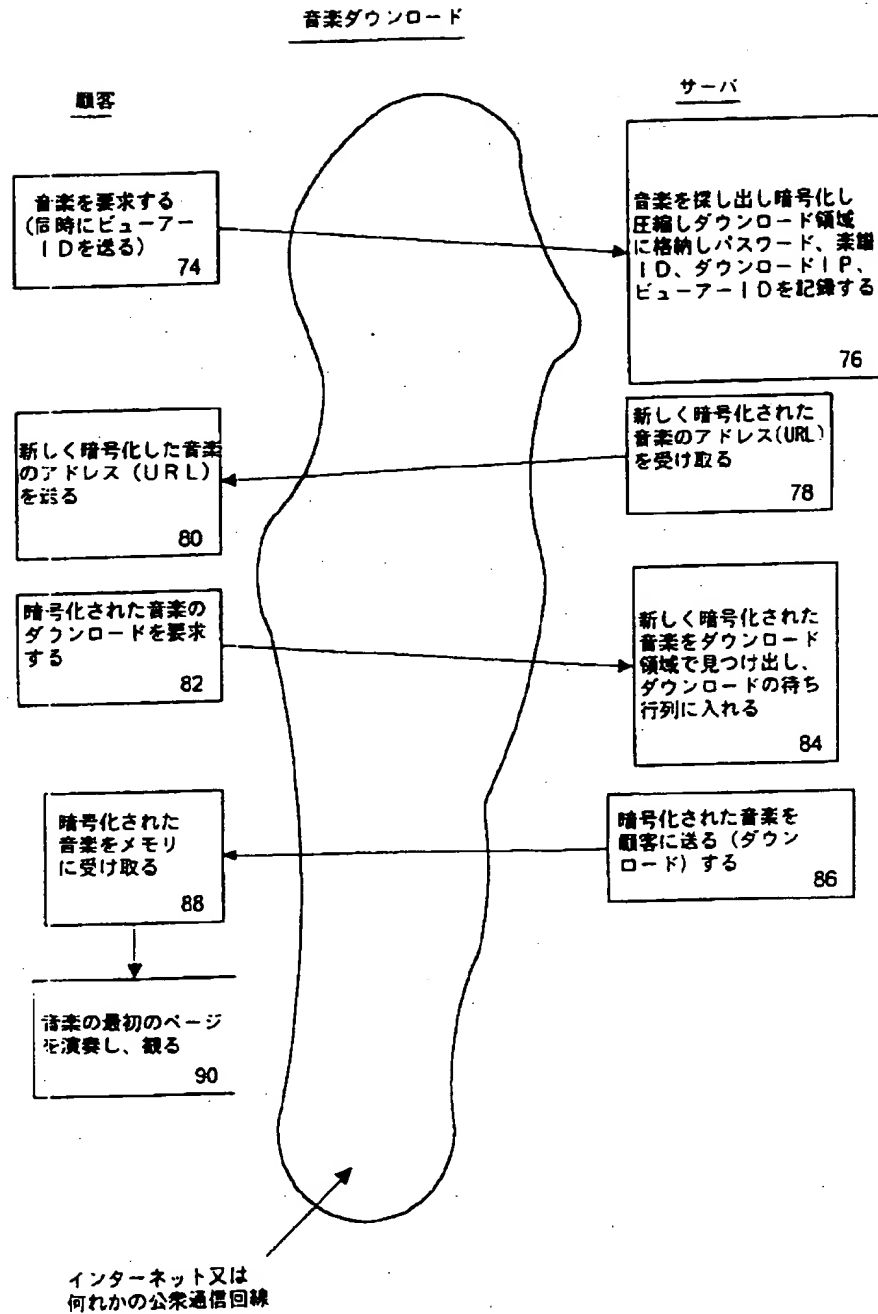 音楽ダウンロード
顧客
サーバ
音楽を要求する
(同時にビューアー
IDを送る)
74
音楽を探し出し暗号化し
圧縮しダウンロード領域
に格納しパスワード、楽譜
ID、ダウンロードIP、
ビューアーIDを記録する
76
新しく暗号化された
音楽のアドレス(URL)
を受け取る
78
新しく暗号化した音楽
のアドレス(URL)
を送る
80
暗号化された音楽の
ダウンロードを要求
する
82
新しく暗号化された
音楽をダウンロード
領域で見つけ出し、
ダウンロードの待ち
行列に入れる
84
暗号化された音楽を
顧客に送る(ダウン
ロード)する
86
暗号化された
音楽をメモリ
に受け取る
88
音楽の最初のページ
を演奏し、観る
90
インターネット又は
何れかの公衆通信回線